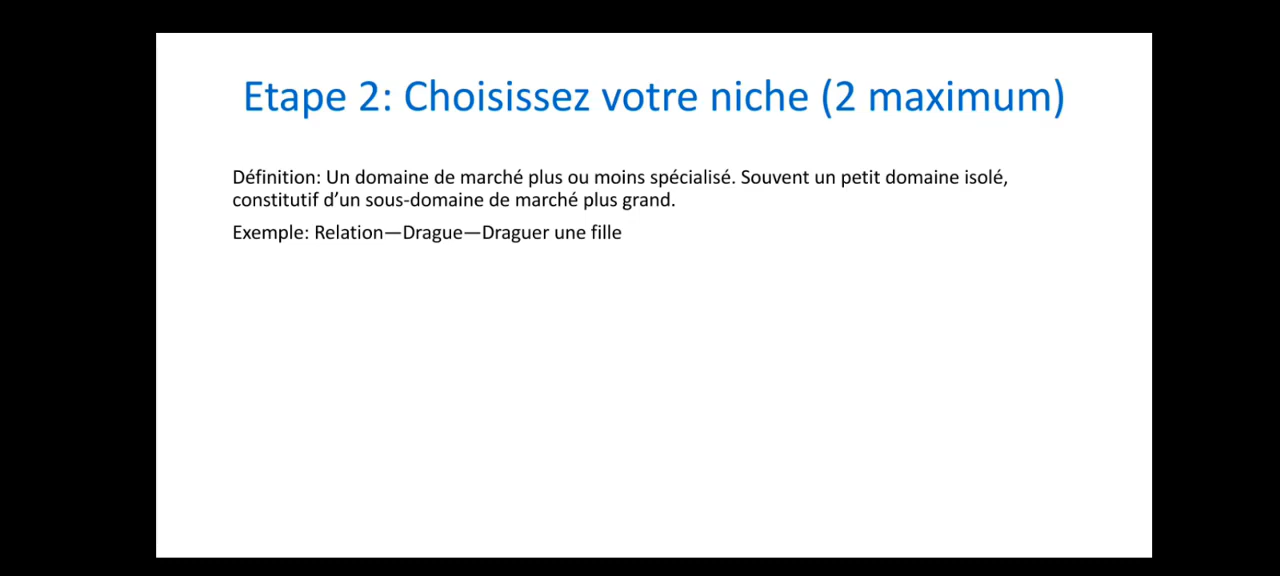 Etape 2: Choisissez votre niche (2 maximum)
Définition: Un domaine de marché plus ou moins spécialisé. Souvent un petit domaine isolé,
constitutif d’un sous-domaine de marché plus grand.
Exemple: Relation—Drague—Draguer une fille